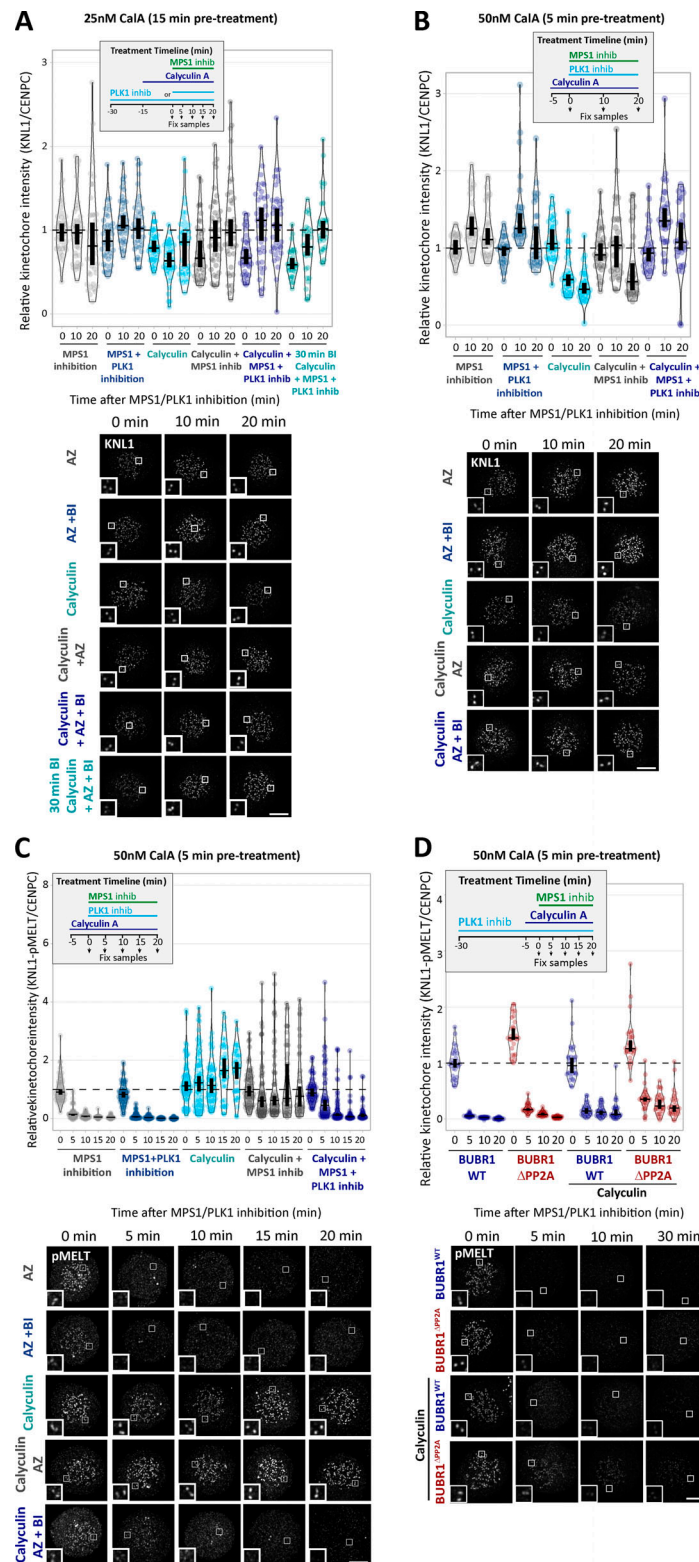 A
25nM CalA (15 min pre-treatment)
Relative kinetochore intensity (KNL1/CENPC)
3
2
1
0
Treatment Timeline (min)
MPS1 inhib
Calyculin A
PLK1 inhib or
-30 -15 0 5 10 15 20
Fix samples
0 10 20 0 10 20 0 10 20 0 10 20 0 10 20 0 10 20
MPS1 inhibition
MPS1 + PLK1 inhibition
Calyculin
Calyculin + MPS1 inhib
Calyculin + MPS1 + PLK1 inhib
30 min BI Calyculin + MPS1 + PLK1 inhib
Time after MPS1/PLK1 inhibition (min)
0 min 10 min 20 min
KNL1
AZ
AZ +BI
Calyculin
Calyculin +AZ
Calyculin + AZ + BI
30 min BI Calyculin + AZ + BI
B
50nM CalA (5 min pre-treatment)
Relative kinetochore intensity (KNL1/CENPC)
3
2
1
0
Treatment Timeline (min)
MPS1 inhib
PLK1 inhib
Calyculin A
-5 0 10 20
Fix samples
0 10 20 0 10 20 0 10 20 0 10 20 0 10 20
MPS1 inhibition
MPS1 + PLK1 inhibition
Calyculin
Calyculin + MPS1 inhib
Calyculin + MPS1 + PLK1 inhib
Time after MPS1/PLK1 inhibition (min)
0 min 10 min 20 min
KNL1
AZ
AZ +BI
Calyculin
Calyculin AZ
Calyculin AZ + BI
C
50nM CalA (5 min pre-treatment)
Relativekinetochoreintensity (KNL1-pMELT/CENPC)
8
6
4
2
0
Treatment Timeline (min)
MPS1 inhib
PLK1 inhib
Calyculin A
-5 0 5 10 15 20
Fix samples
0 5 10 15 20 0 5 10 15 20 0 5 10 15 20 0 5 10 15 20 0 5 10 15 20
MPS1 inhibition
MPS1+PLK1 inhibition
Calyculin
Calyculin + MPS1 inhib
Calyculin + MPS1 + PLK1 inhib
Time after MPS1/PLK1 inhibition (min)
0 min 5 min 10 min 15 min 20 min
pMELT
AZ
AZ +BI
Calyculin
Calyculin AZ
Calyculin AZ + BI
D
50nM CalA (5 min pre-treatment)
Relative kinetochore intensity (KNL1-pMELT/CENPC)
4
3
2
1
0
Treatment Timeline (min)
MPS1 inhib
Calyculin A
PLK1 inhib
-30 -5 0 5 10 15 20
Fix samples
0 5 10 20 0 5 10 20 0 5 10 20 0 5 10 20
BUBR1 WT
BUBR1 ΔPP2A
BUBR1 WT
BUBR1 ΔPP2A
Calyculin
Time after MPS1/PLK1 inhibition (min)
0 min 5 min 10 min 30 min
pMELT
BUBR1WT
BUBR1ΔPP2A
Calyculin
BUBR1WT
BUBR1ΔPP2A